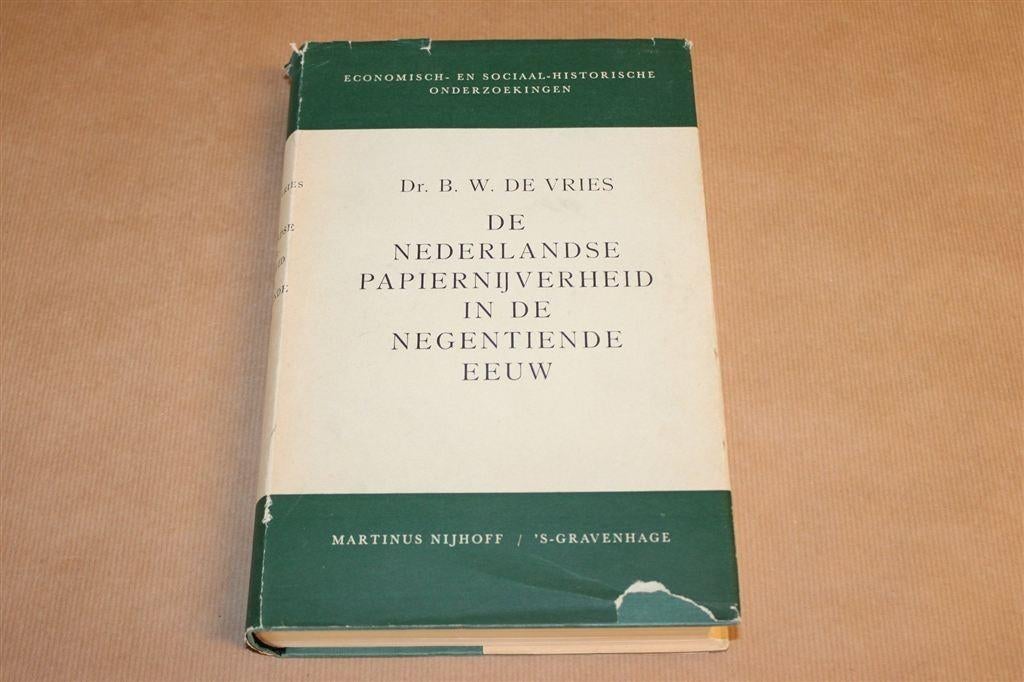 ECONOMISCH- EN SOCIAAL-HISTORISCHE
ONDERZOEKINGEN
Dr. B. W. DE VRIES
DE
NEDERLANDSE
PAPIERNIJVERHEID
IN DE
NEGENTIENDE
EEUW
MARTINUS NIJHOFF / 'S-GRAVENHAGE